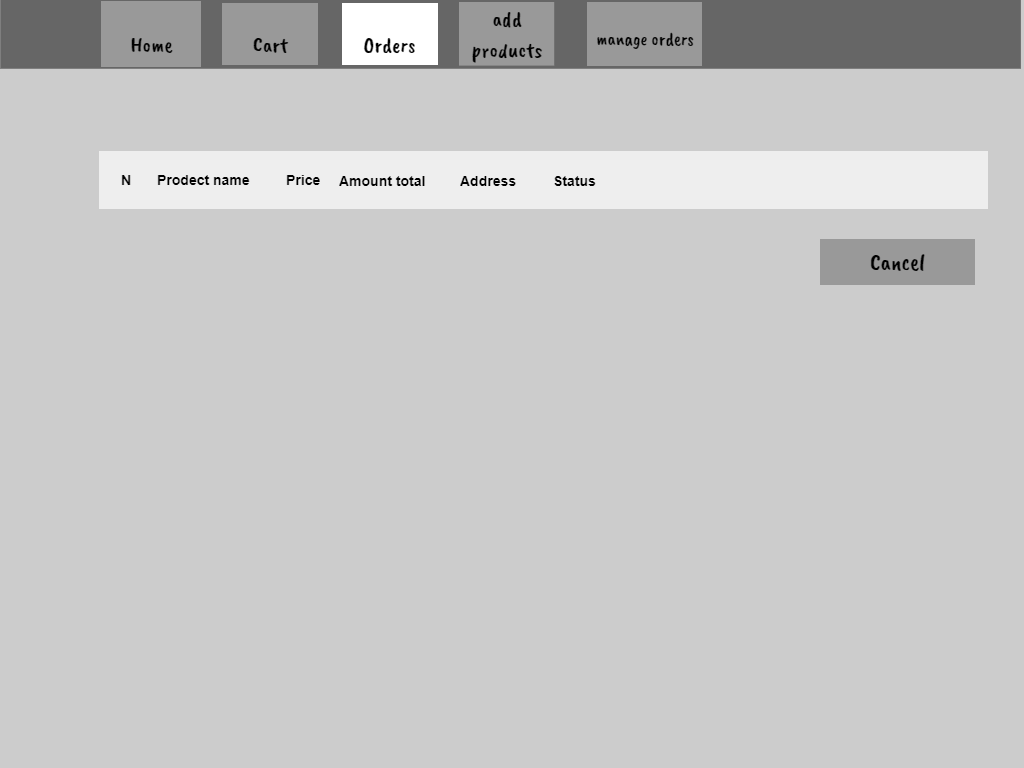 Home
Cart
Orders
add
products
manage orders
N
Prodect name
Price
Amount total
Address
Status
Cancel